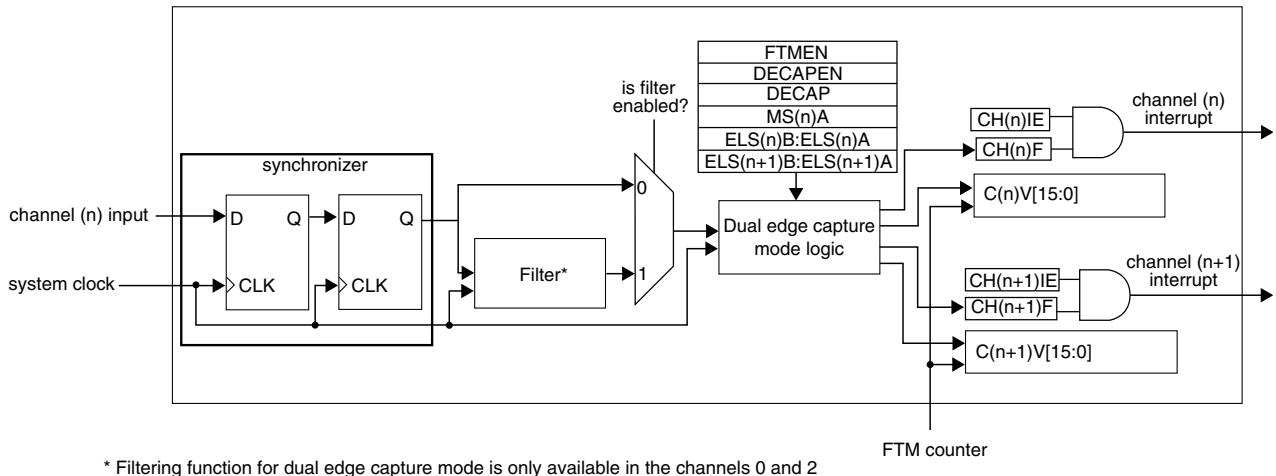 FTMEN
DECAPEN
DECAP
MS(n)A
ELS(n)B:ELS(n)A
ELS(n+1)B:ELS(n+1)A
is filter
enabled?
synchronizer
channel (n) input
system clock
D Q
CLK
D Q
CLK
Filter*
0
1
Dual edge capture
mode logic
CH(n)IE
CH(n)F
channel (n)
interrupt
C(n)V[15:0]
CH(n+1)IE
CH(n+1)F
channel (n+1)
interrupt
C(n+1)V[15:0]
FTM counter
* Filtering function for dual edge capture mode is only available in the channels 0 and 2